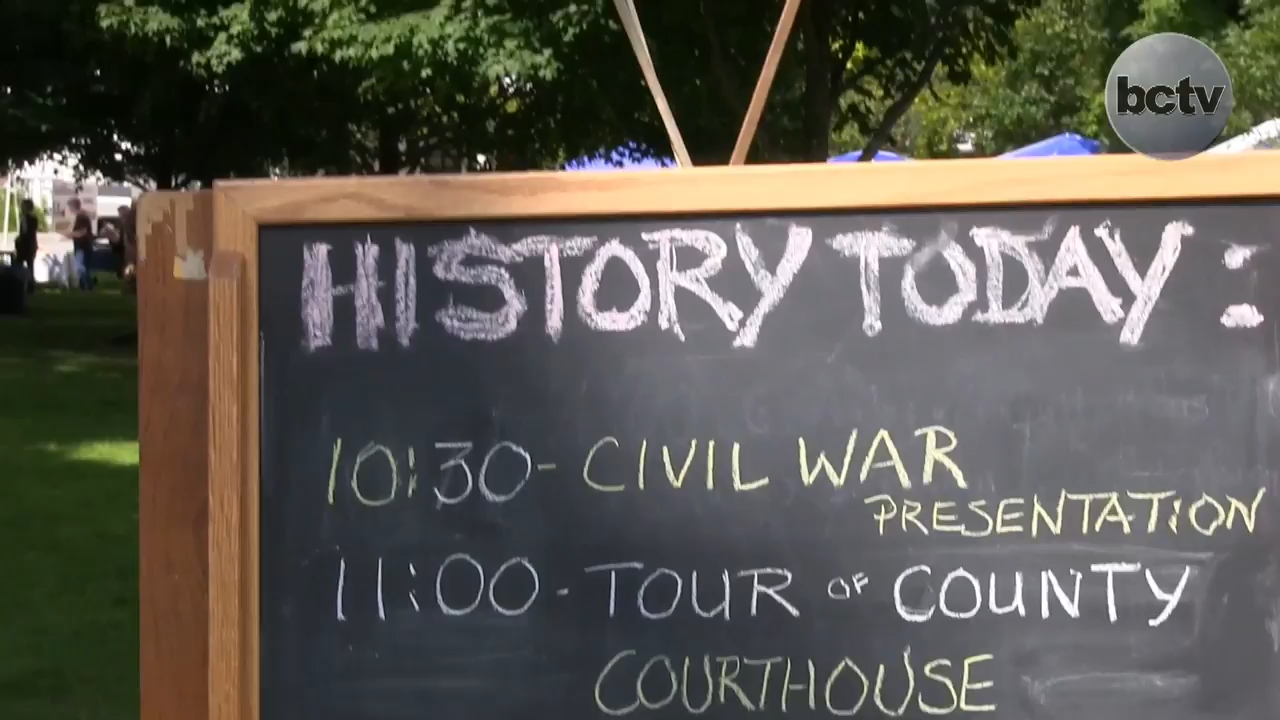 bctv
HISTORY TODAY:
10:30- CIVIL WAR
PRESENTATION
11:00- TOUR OF COUNTY
COURTHOUSE